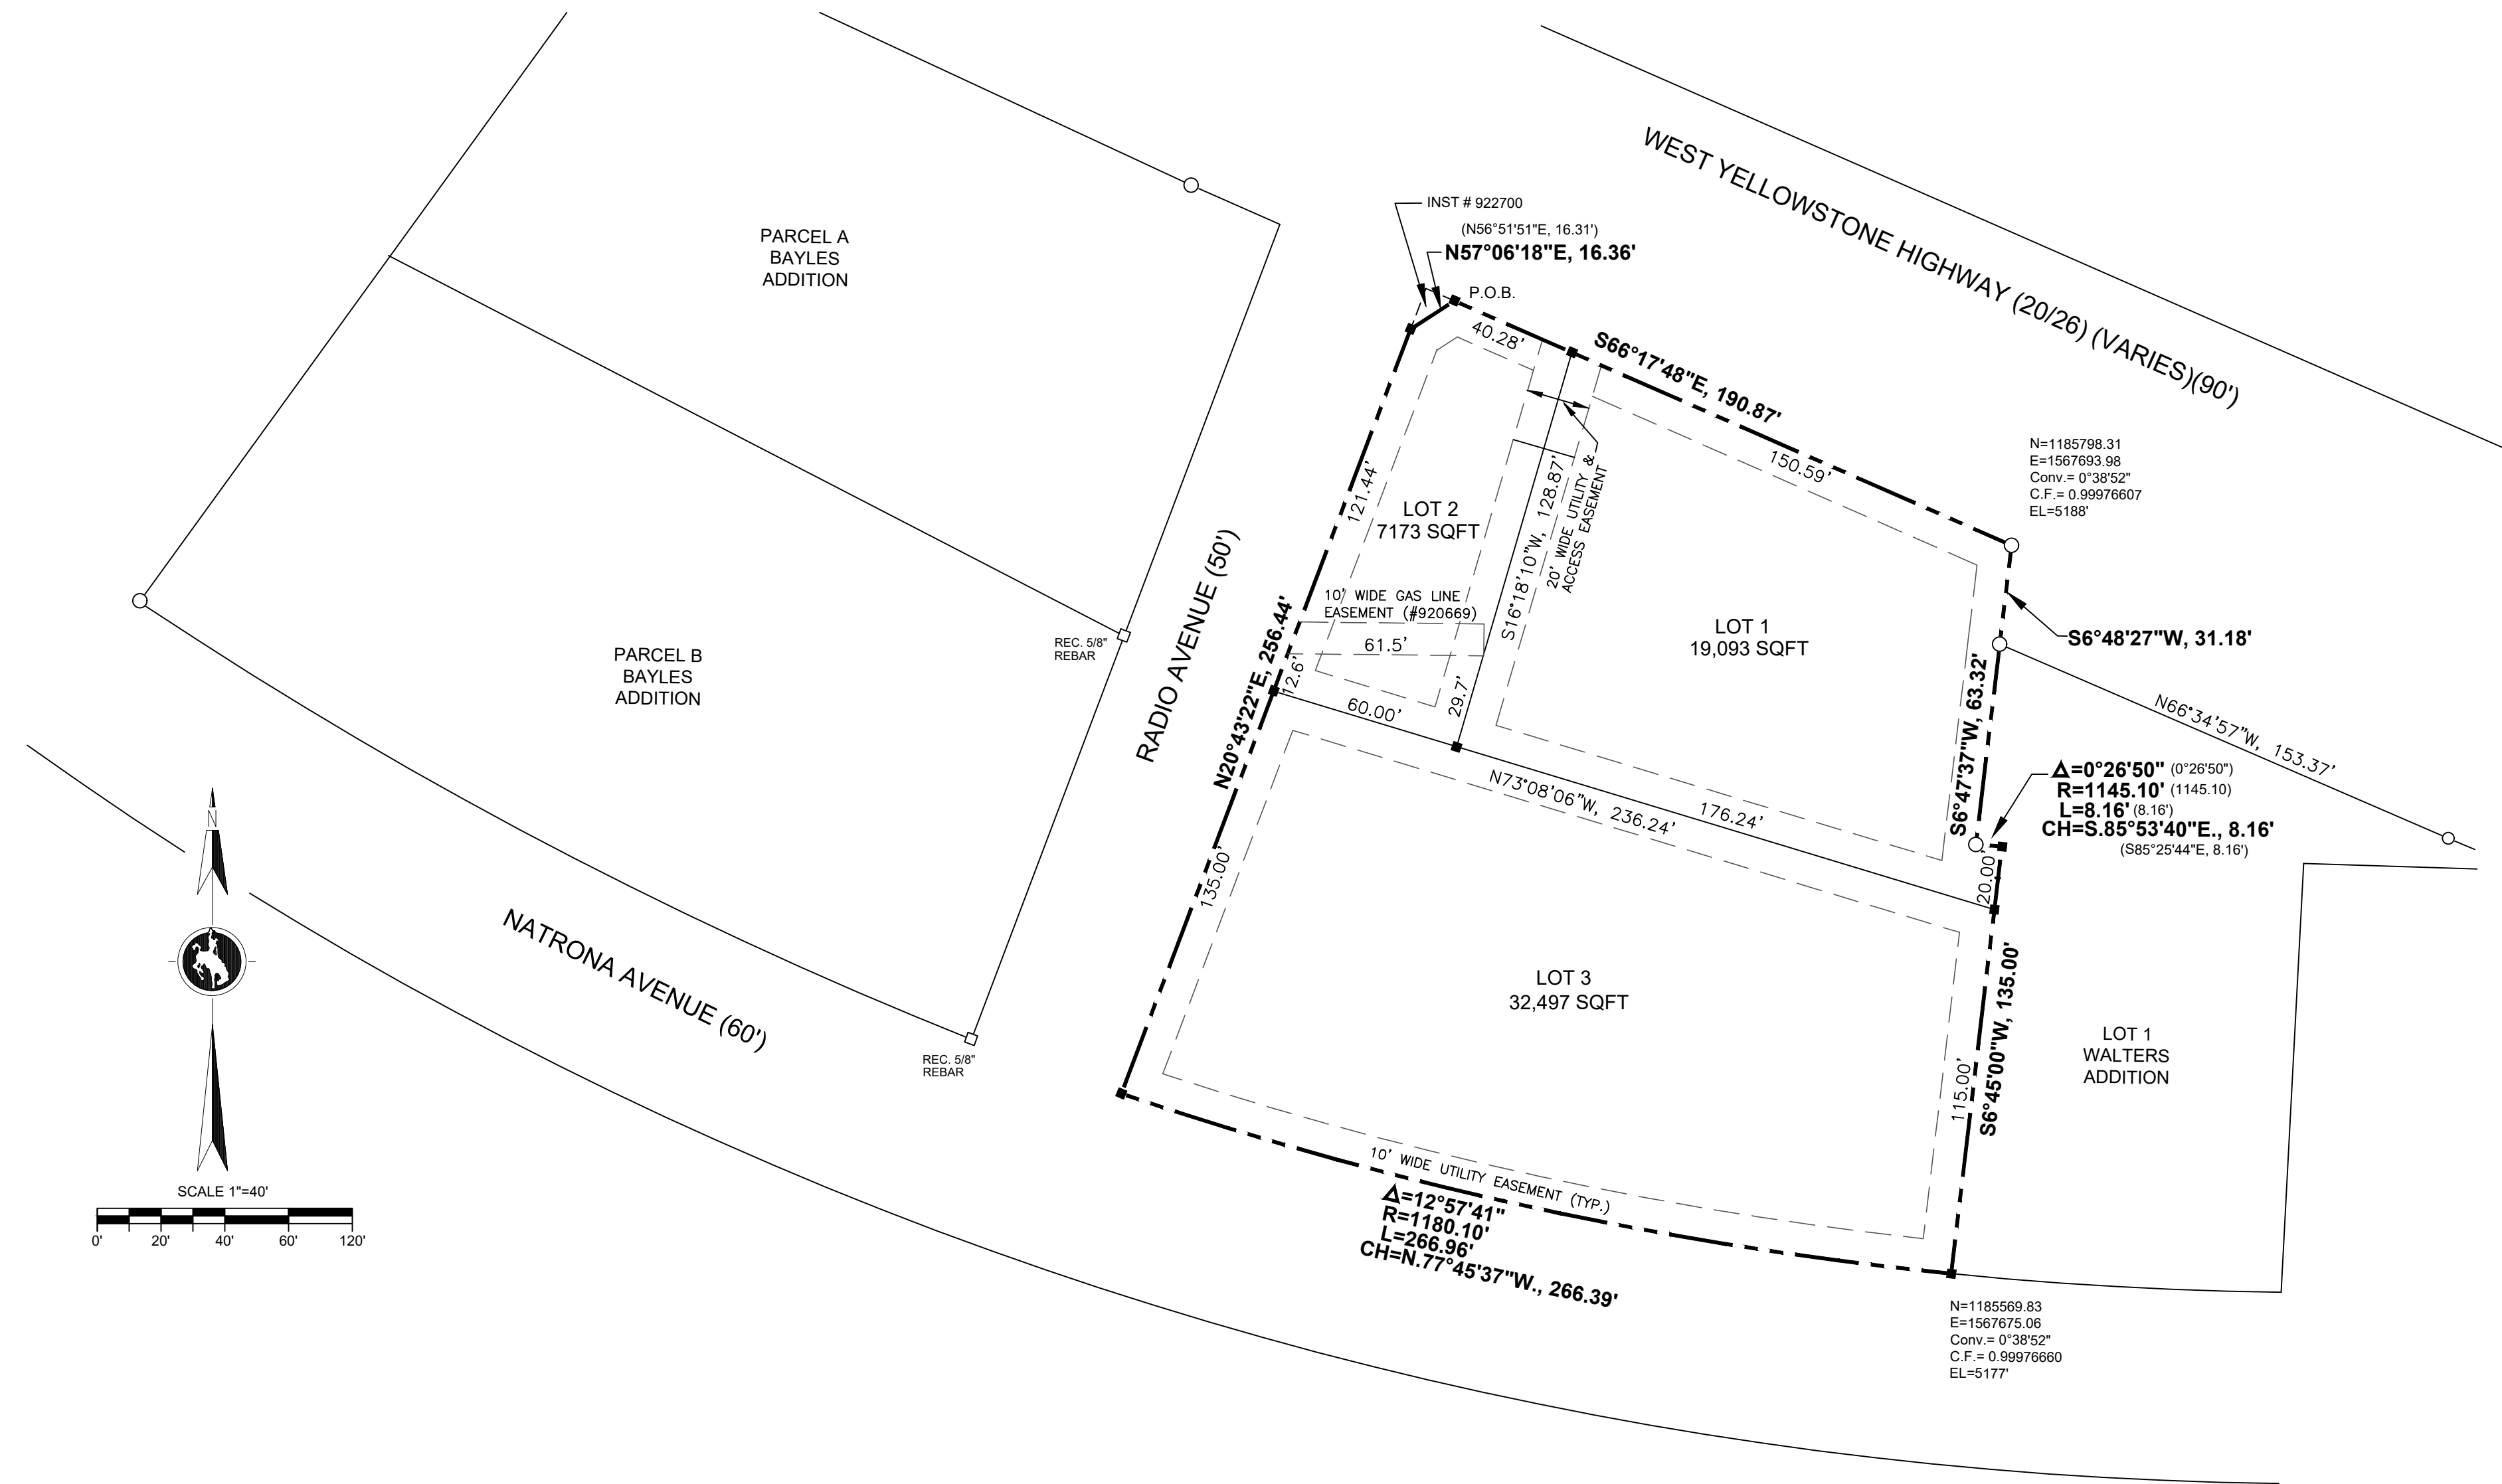 WEST YELLOWSTONE HIGHWAY (20/26) (VARIES)(90')
INST # 922700
(N56°51'51"E, 16.31')
N57°06'18"E, 16.36'
P.O.B.
PARCEL A
BAYLES
ADDITION
40.28'
S66°17'48"E, 190.87'
150.59'
N=1185798.31
E=1567693.98
Conv.= 0°38'52"
C.F.= 0.99976607
EL=5188'
121.44'
LOT 2
7173 SQFT
S16°18'10"W, 128.87'
20' WIDE UTILITY &
ACCESS EASEMENT
10' WIDE GAS LINE
EASEMENT (#920669)
61.5'
12.6'
29.7'
60.00'
LOT 1
19,093 SQFT
S6°48'27"W, 31.18'
S6°47'37"W, 63.32'
N66°34'57"W, 153.37'
REC. 5/8"
REBAR
PARCEL B
BAYLES
ADDITION
RADIO AVENUE (50')
N20°43'22"E, 256.44'
N73°08'06"W, 236.24'
176.24'
Δ=0°26'50" (0°26'50")
R=1145.10' (1145.10)
L=8.16' (8.16')
CH=S.85°53'40"E., 8.16'
(S85°25'44"E, 8.16')
20.00'
135.00'
N
NATRONA AVENUE (60')
LOT 3
32,497 SQFT
S6°45'00"W, 135.00'
115.00'
LOT 1
WALTERS
ADDITION
REC. 5/8"
REBAR
10' WIDE UTILITY EASEMENT (TYP.)
Δ=12°57'41"
R=1180.10'
L=266.96'
CH=N.77°45'37"W., 266.39'
SCALE 1"=40'
0' 20' 40' 60' 120'
N=1185569.83
E=1567675.06
Conv.= 0°38'52"
C.F.= 0.99976660
EL=5177'